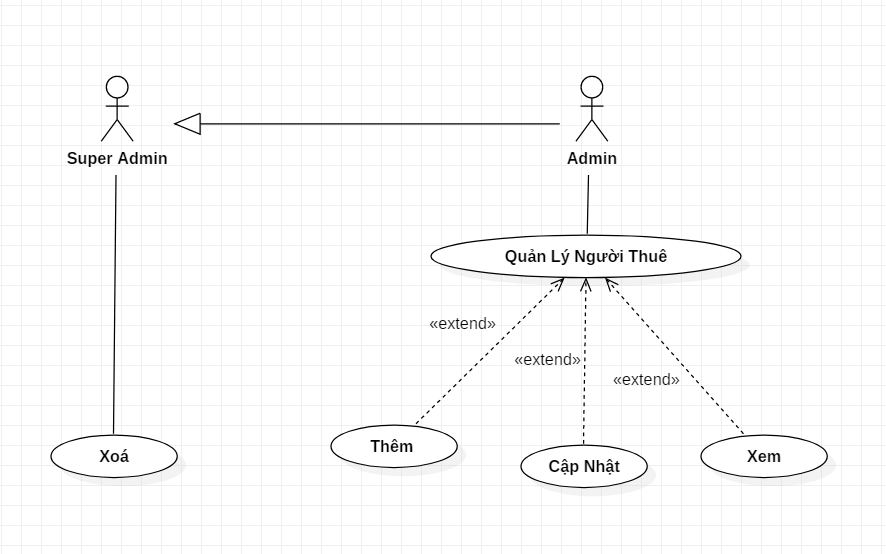 Super Admin
Admin
Quản Lý Người Thuê
«extend»
«extend»
«extend»
Thêm
Xoá
Cập Nhật
Xem